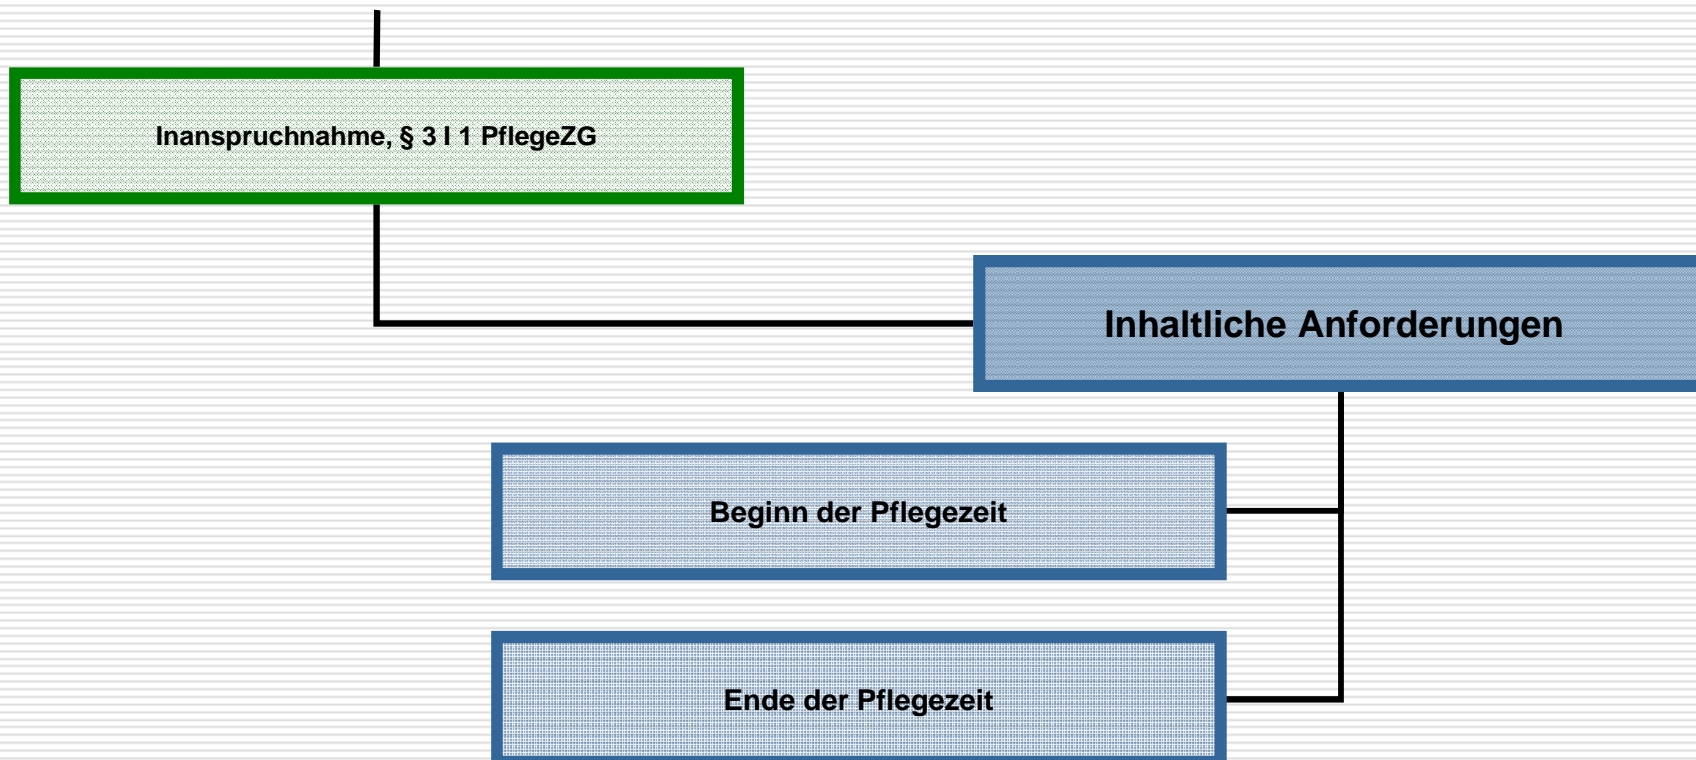 Inanspruchnahme, § 3 I 1 PflegeZG
Inhaltliche Anforderungen
Beginn der Pflegezeit
Ende der Pflegezeit